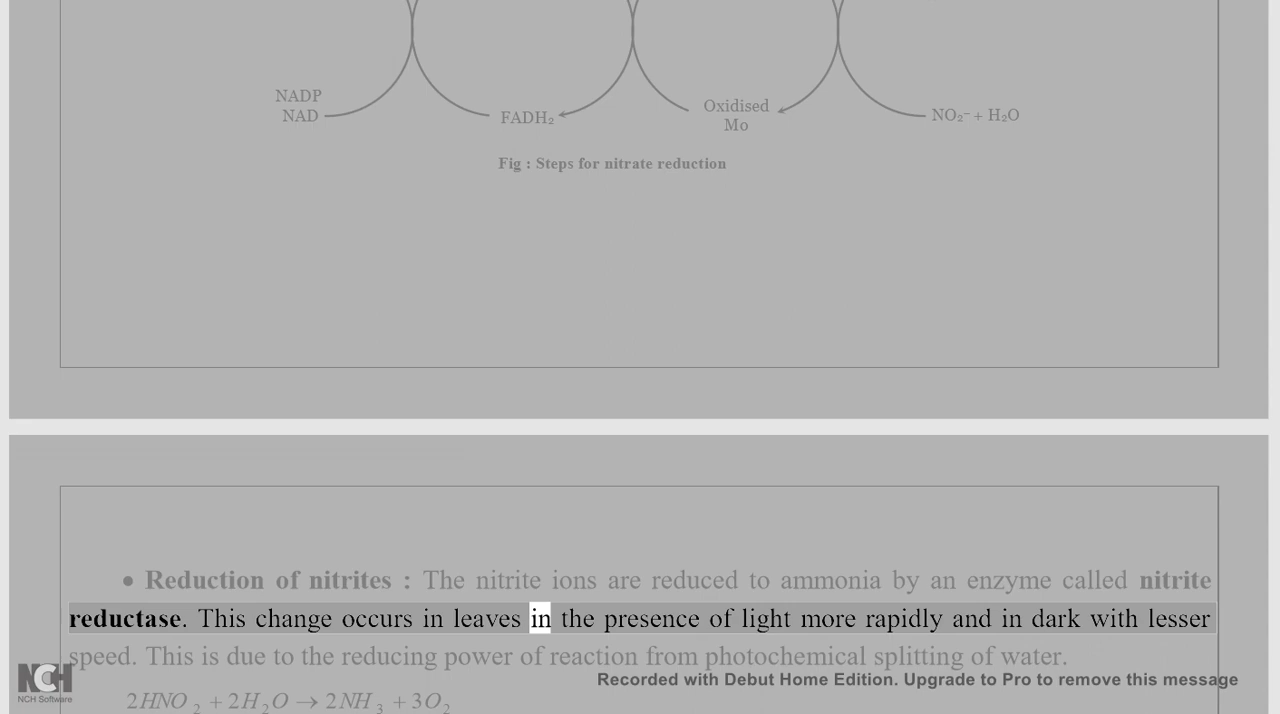 NADP
NAD
FADH₂
Oxidised
Mo
NO₂⁻ + H₂O
Fig : Steps for nitrate reduction
• Reduction of nitrites : The nitrite ions are reduced to ammonia by an enzyme called nitrite
reductase. This change occurs in leaves in the presence of light more rapidly and in dark with lesser
speed. This is due to the reducing power of reaction from photochemical splitting of water.
NCH
NCH Software
Recorded with Debut Home Edition. Upgrade to Pro to remove this message
2HNO₂ + 2H₂O → 2NH₃ + 3O₂